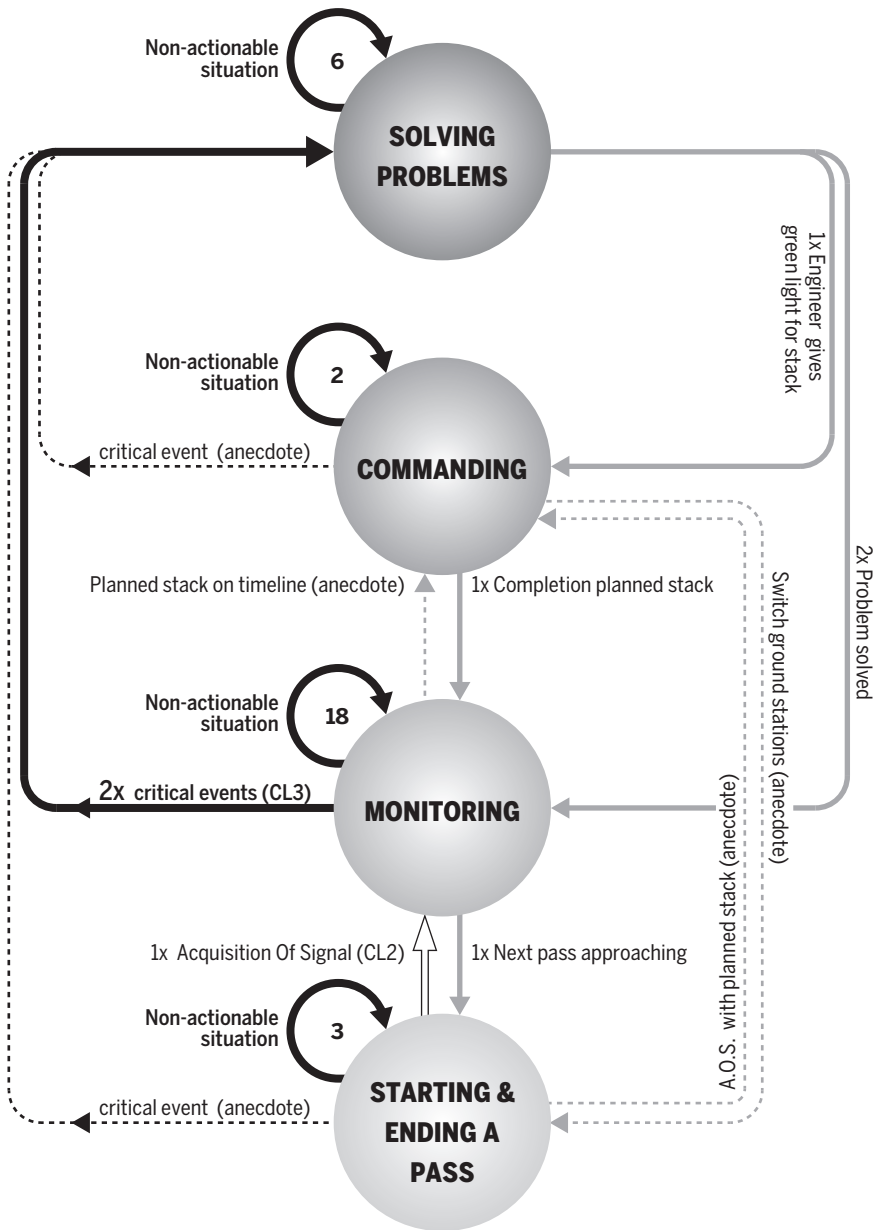 Non-actionable
situation
6
SOLVING
PROBLEMS
1x Engineer gives
green light for stack
Non-actionable
situation
2
critical event (anecdote)
COMMANDING
Planned stack on timeline (anecdote)
1x Completion planned stack
Switch ground stations (anecdote)
2x Problem solved
Non-actionable
situation
18
2x critical events (CL3)
MONITORING
A.O.S. with planned stack (anecdote)
1x Acquisition Of Signal (CL2)
1x Next pass approaching
Non-actionable
situation
3
critical event (anecdote)
STARTING &
ENDING A
PASS